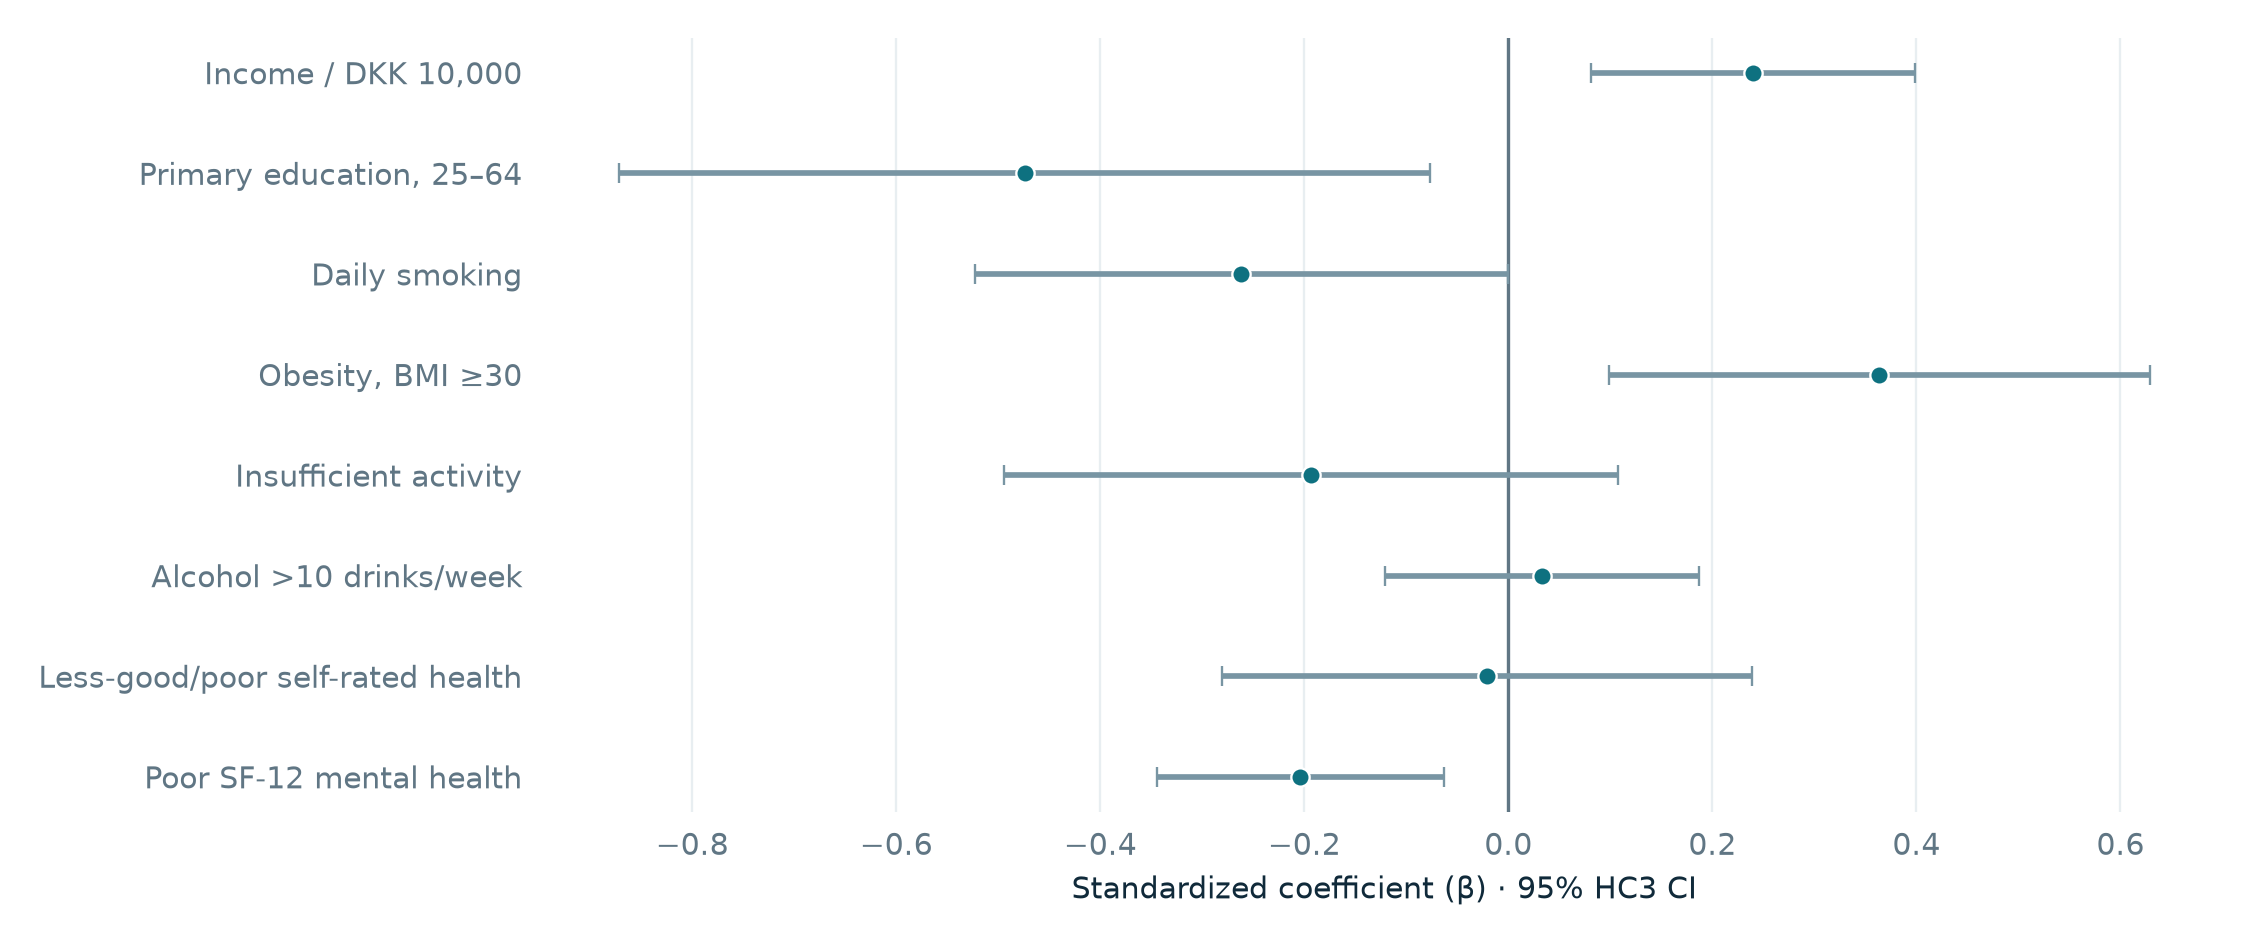 Income / DKK 10,000
Primary education, 25–64
Daily smoking
Obesity, BMI ≥30
Insufficient activity
Alcohol >10 drinks/week
Less-good/poor self-rated health
Poor SF-12 mental health
−0.8 −0.6 −0.4 −0.2 0.0 0.2 0.4 0.6
Standardized coefficient (β) · 95% HC3 CI